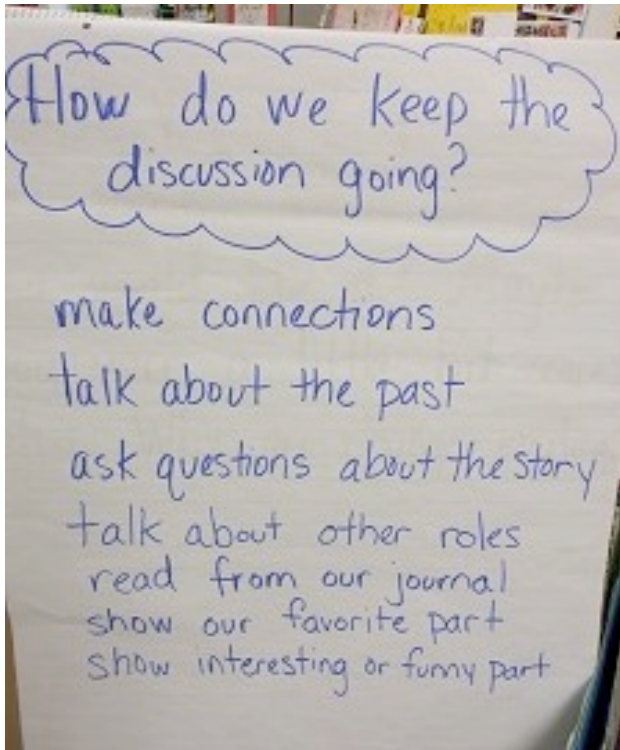 How do we keep the
discussion going?
make connections
talk about the past
ask questions about the story
talk about other roles
read from our journal
show our favorite part
show interesting or funny part